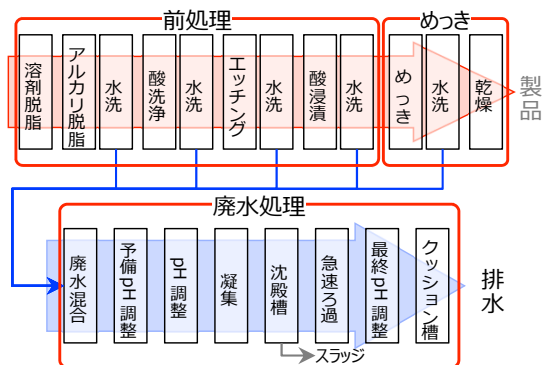 前処理
めっき
溶剤脱脂
アルカリ脱脂
水洗
酸洗浄
水洗
エッチング
水洗
酸浸漬
水洗
めっき
水洗
乾燥
製品
廃水処理
廃水混合
予備pH調整
pH調整
凝集
沈殿槽
急速ろ過
最終pH調整
クッション槽
排水
スラッジ